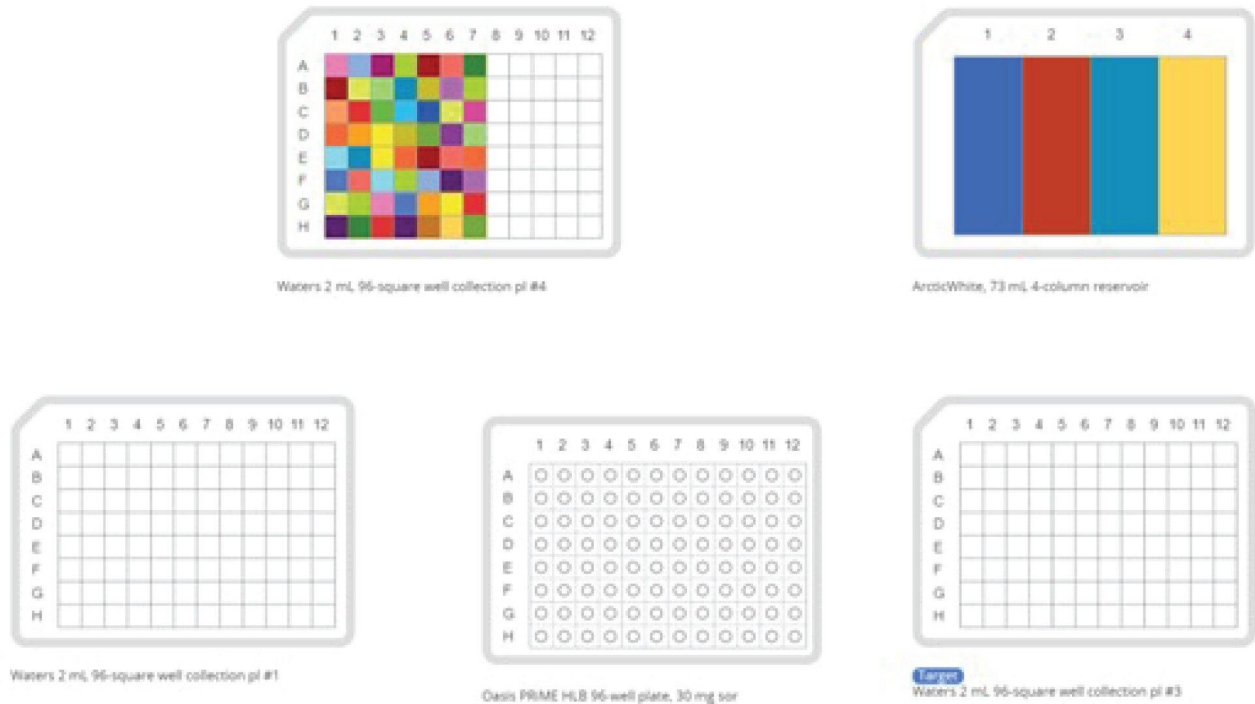 1 2 3 4 5 6 7 8 9 10 11 12
A
B
C
D
E
F
G
H
Waters 2 mL 96-square well collection pl #4
1 2 3 4
ArcticWhite, 73 mL 4-column reservoir
1 2 3 4 5 6 7 8 9 10 11 12
A
B
C
D
E
F
G
H
Waters 2 mL 96-square well collection pl #1
1 2 3 4 5 6 7 8 9 10 11 12
A
B
C
D
E
F
G
H
Oasis PRiME HLB 96-well plate, 30 mg sor
1 2 3 4 5 6 7 8 9 10 11 12
A
B
C
D
E
F
G
H
Target
Waters 2 mL 96-square well collection pl #3